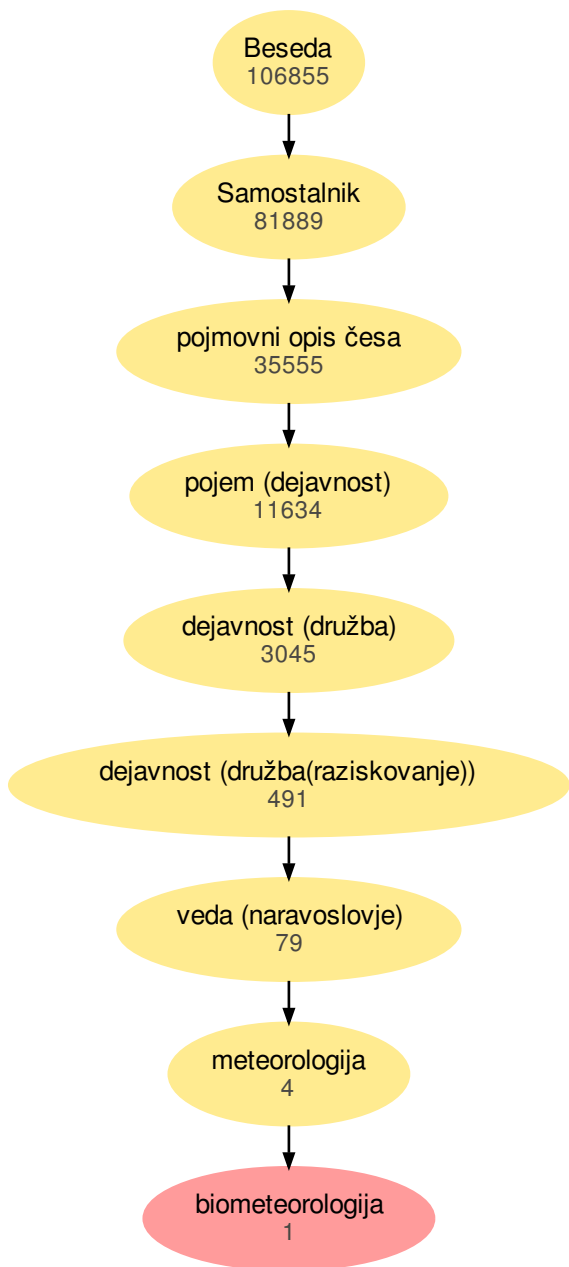 Beseda
106855
Samostalnik
81889
pojmovni opis česa
35555
pojem (dejavnost)
11634
dejavnost (družba)
3045
dejavnost (družba(raziskovanje))
491
veda (naravoslovje)
79
meteorologija
4
biometeorologija
1